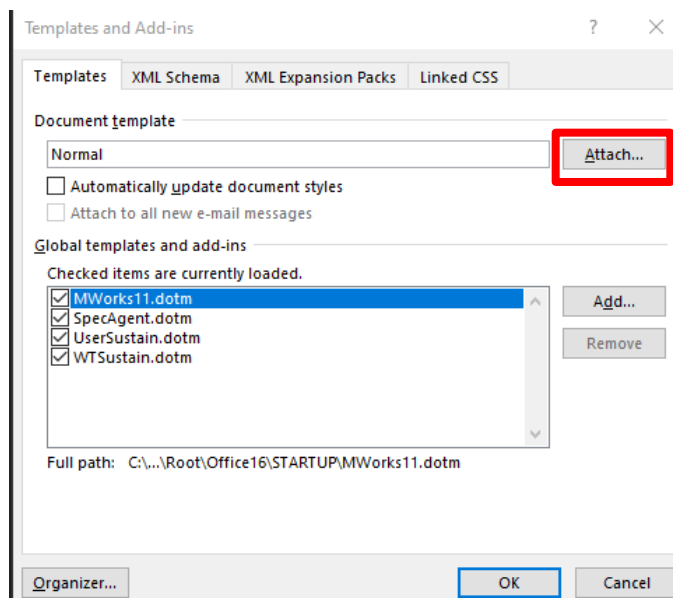 Templates and Add-ins ?
Templates XML Schema XML Expansion Packs Linked CSS
Document template
Normal Attach...
Automatically update document styles
Attach to all new e-mail messages
Global templates and add-ins
Checked items are currently loaded.
MWorks11.dotm Add...
SpecAgent.dotm
UserSustain.dotm Remove
WTSustain.dotm
Full path: C:\...\Root\Office16\STARTUP\MWorks11.dotm
Organizer... OK Cancel